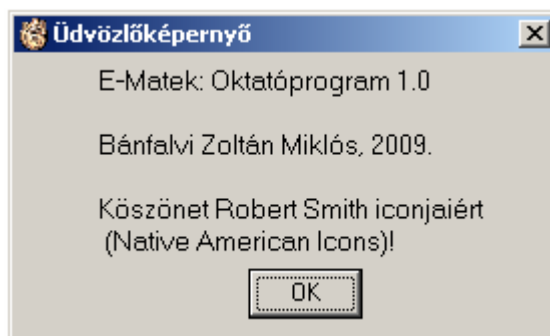 Üdvözlőképernyő
E-Matek: Oktatóprogram 1.0
Bánfalvi Zoltán Miklós, 2009.
Köszönet Robert Smith iconjaiért
(Native American Icons)!
OK